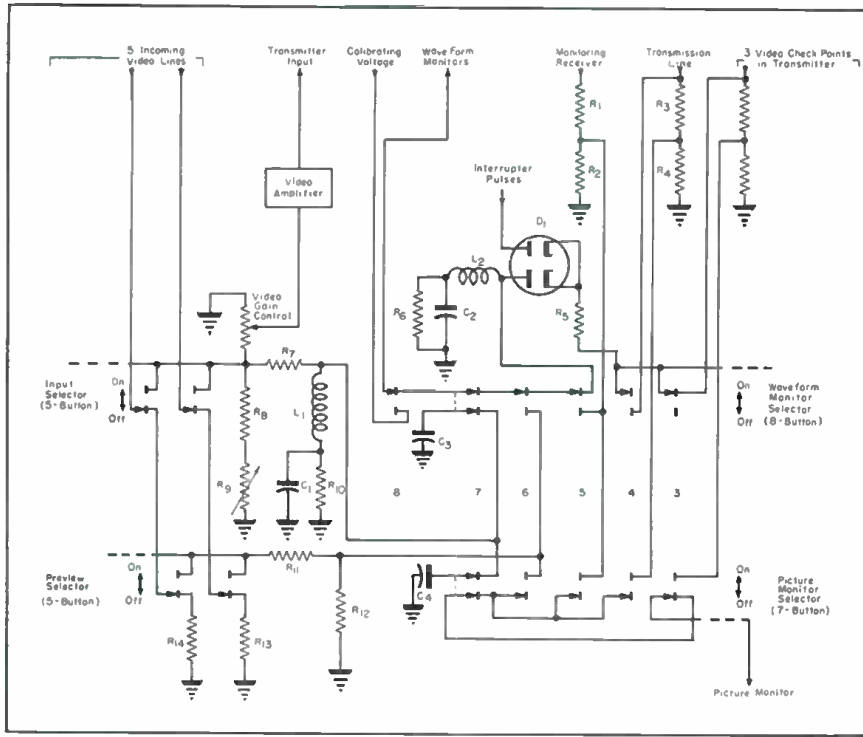 5 Incoming
Video Lines
Transmitter
Input
Calibrating
Voltage
Wave Form
Monitors
Monitoring
Receiver
Transmission
Line
3 Video Check Points
in Transmitter
R1
R3
R2
R4
Interrupter
Pulses
Video
Amplifier
D1
L2
R6
C2
R5
Video
Gain
Control
R7
Input
Selector
(5-Button)
On
Off
R8
L1
C3
On
Off
Waveform
Monitor
Selector
(8-Button)
R9
C1
R10
8
7
6
5
4
3
R11
Preview
Selector
(5-Button)
On
Off
C4
On
Off
Picture
Monitor
Selector
(7-Button)
R14
R13
R12
Picture Monitor